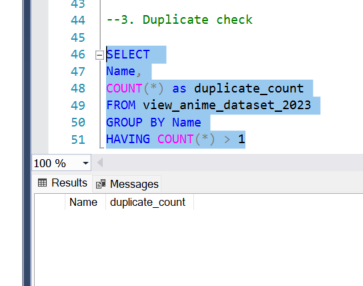 43
44 --3. Duplicate check
45
46 SELECT
47 Name,
48 COUNT(*) as duplicate_count
49 FROM view_anime_dataset_2023
50 GROUP BY Name
51 HAVING COUNT(*) > 1
100 %
Results Messages
Name duplicate_count